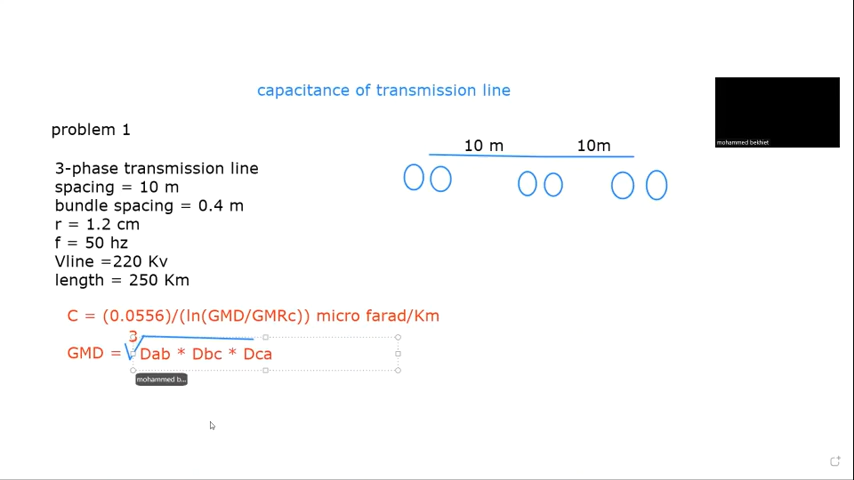 capacitance of transmission line
problem 1
10 m
10m
mohammed bekhiet
3-phase transmission line
spacing = 10 m
bundle spacing = 0.4 m
r = 1.2 cm
f = 50 hz
Vline =220 Kv
length = 250 Km
C = (0.0556)/(ln(GMD/GMRc)) micro farad/Km
3
GMD = √ Dab * Dbc * Dca
mohammed b...